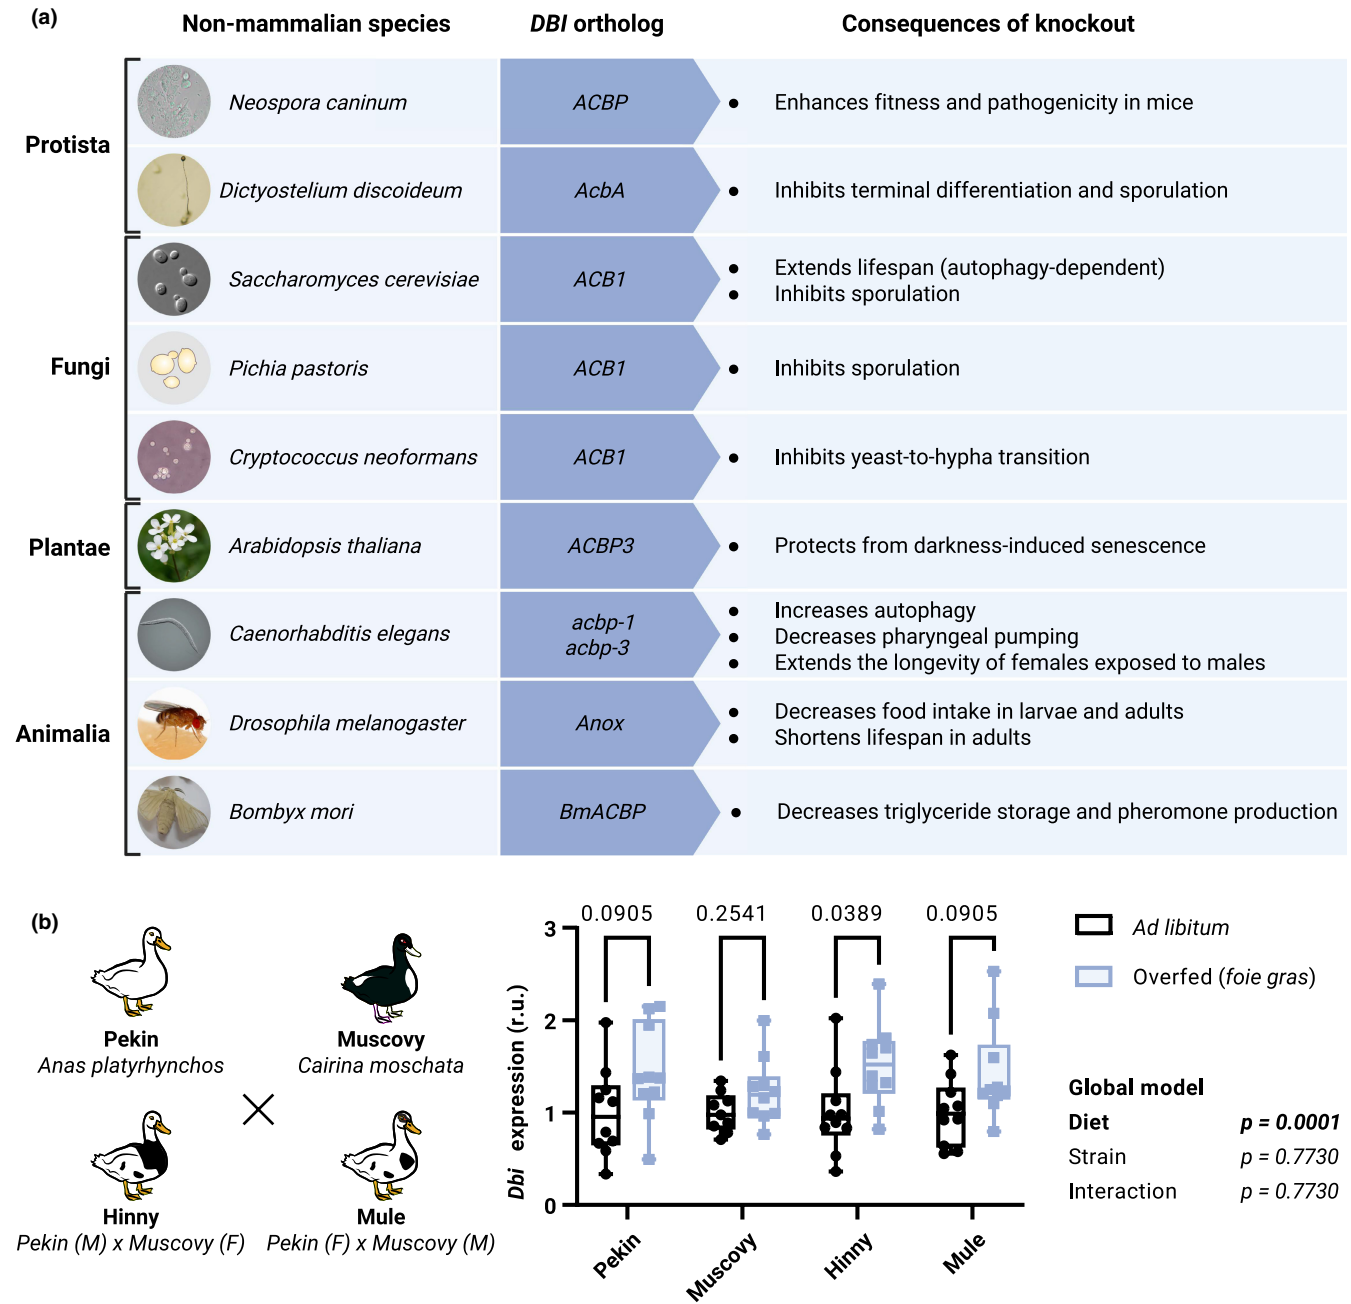 (a)
Non-mammalian species
DBI ortholog
Consequences of knockout
Protista
Neospora caninum
ACBP
• Enhances fitness and pathogenicity in mice
Dictyostelium discoideum
AcbA
• Inhibits terminal differentiation and sporulation
Fungi
Saccharomyces cerevisiae
ACB1
• Extends lifespan (autophagy-dependent)
• Inhibits sporulation
Pichia pastoris
ACB1
• Inhibits sporulation
Cryptococcus neoformans
ACB1
• Inhibits yeast-to-hypha transition
Plantae
Arabidopsis thaliana
ACBP3
• Protects from darkness-induced senescence
Animalia
Caenorhabditis elegans
acbp-1
acbp-3
• Increases autophagy
• Decreases pharyngeal pumping
• Extends the longevity of females exposed to males
Drosophila melanogaster
Anox
• Decreases food intake in larvae and adults
• Shortens lifespan in adults
Bombyx mori
BmACBP
• Decreases triglyceride storage and pheromone production
(b)
Pekin
Anas platyrhynchos
Muscovy
Cairina moschata
Hinny
Pekin (M) x Muscovy (F)
Mule
Pekin (F) x Muscovy (M)
Dbi expression (r.u.)
3
2
1
0
0.0905
0.2541
0.0389
0.0905
Pekin
Muscovy
Hinny
Mule
Ad libitum
Overfed (foie gras)
Global model
Diet p = 0.0001
Strain p = 0.7730
Interaction p = 0.7730